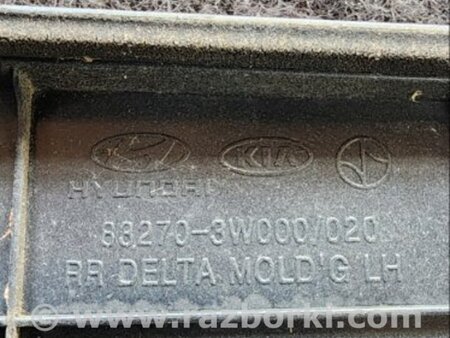 KIA
HYUNDAI
83270-3W000/020
RR DELTA MOLD'G LH
© www.razborki.com